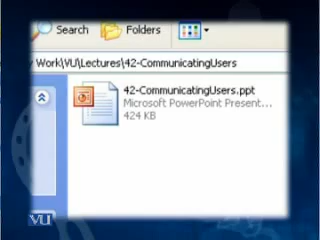 Search Folders
Work\VU\Lectures\42-CommunicatingUsers
42-CommunicatingUsers.ppt
Microsoft PowerPoint Present...
424 KB
VU